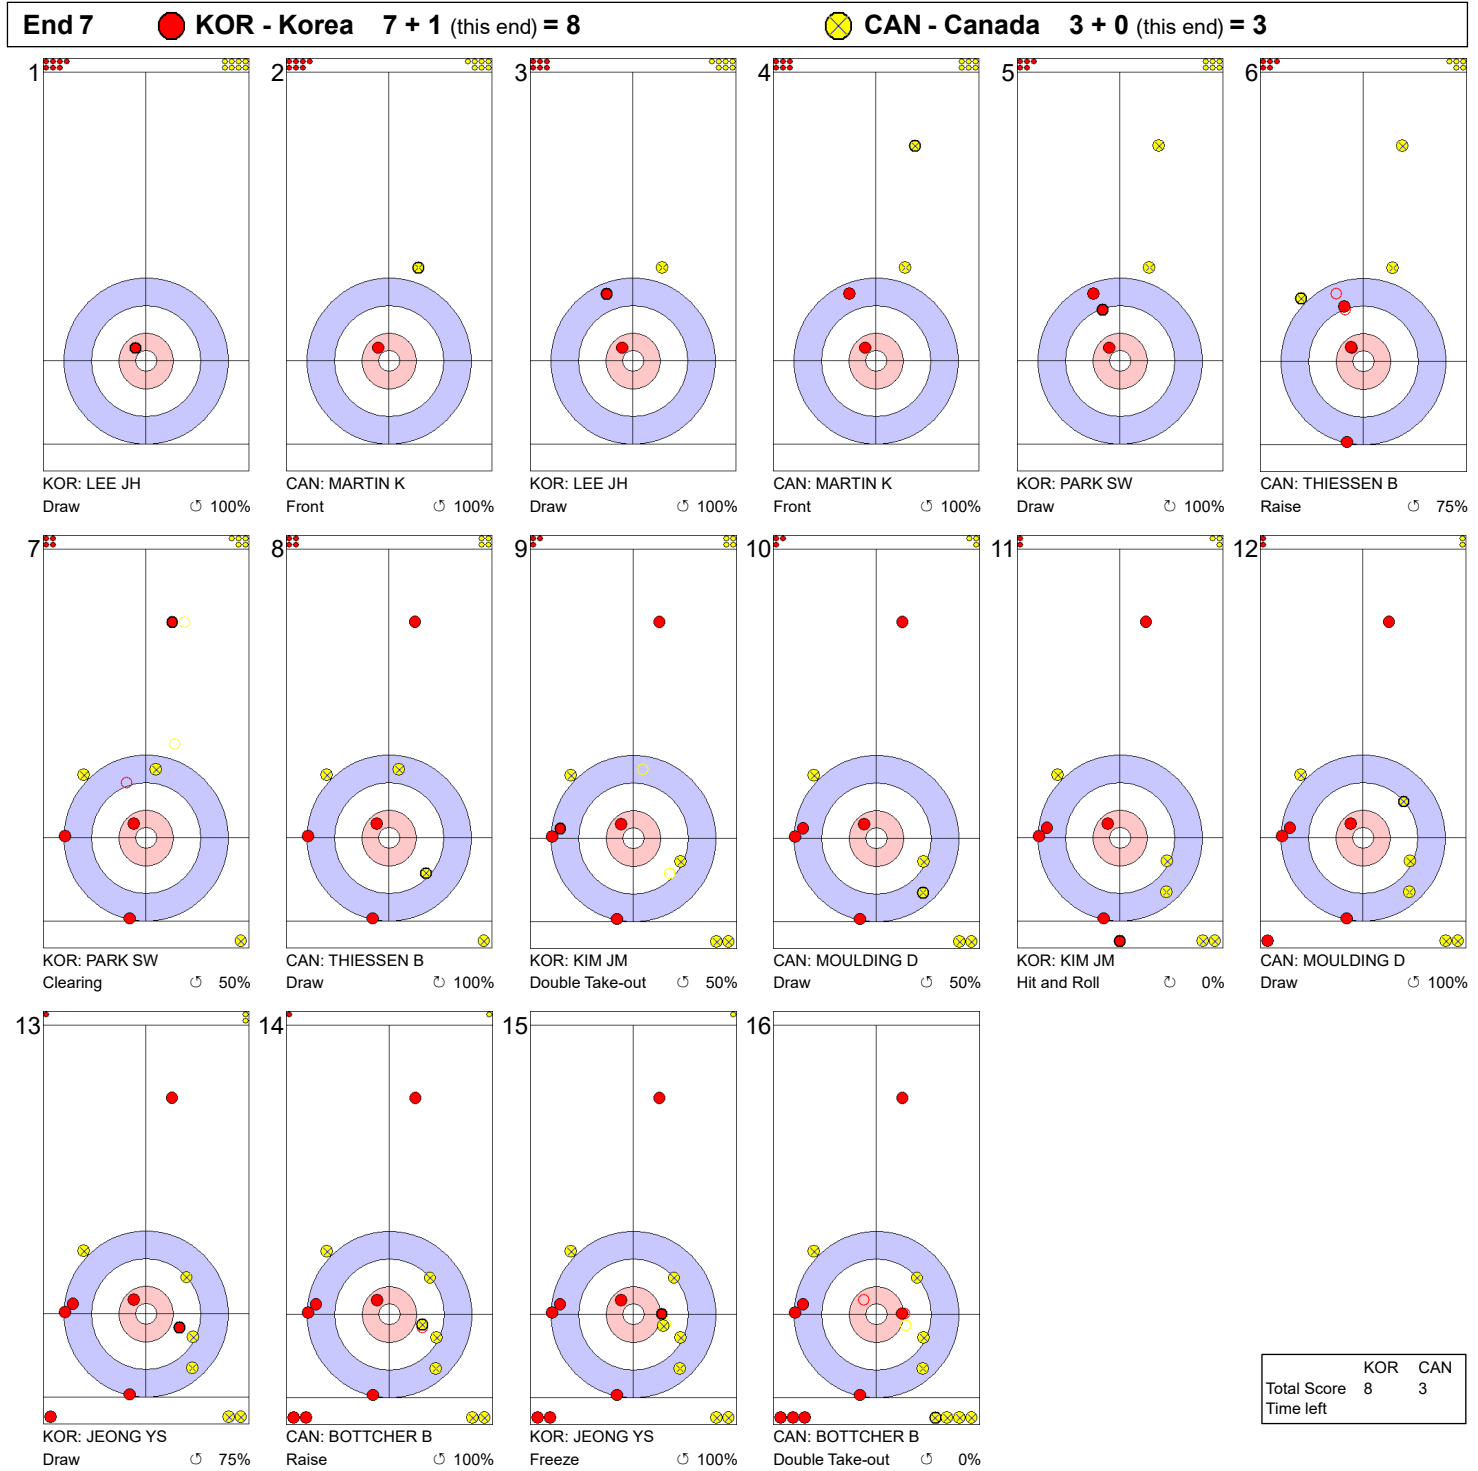 End 7 KOR - Korea 7 + 1 (this end) = 8 CAN - Canada 3 + 0 (this end) = 3
1 2 3 4 5 6
KOR: LEE JH CAN: MARTIN K KOR: LEE JH CAN: MARTIN K KOR: PARK SW CAN: THIESSEN B
Draw ↺ 100% Front ↺ 100% Draw ↺ 100% Front ↺ 100% Draw ↻ 100% Raise ↺ 75%
7 8 9 10 11 12
KOR: PARK SW CAN: THIESSEN B KOR: KIM JM CAN: MOULDING D KOR: KIM JM CAN: MOULDING D
Clearing ↺ 50% Draw ↻ 100% Double Take-out ↺ 50% Draw ↺ 50% Hit and Roll ↻ 0% Draw ↺ 100%
13 14 15 16
KOR: JEONG YS CAN: BOTTCHER B KOR: JEONG YS CAN: BOTTCHER B
Draw ↺ 75% Raise ↺ 100% Freeze ↺ 100% Double Take-out ↺ 0%
KOR CAN
Total Score 8 3
Time left